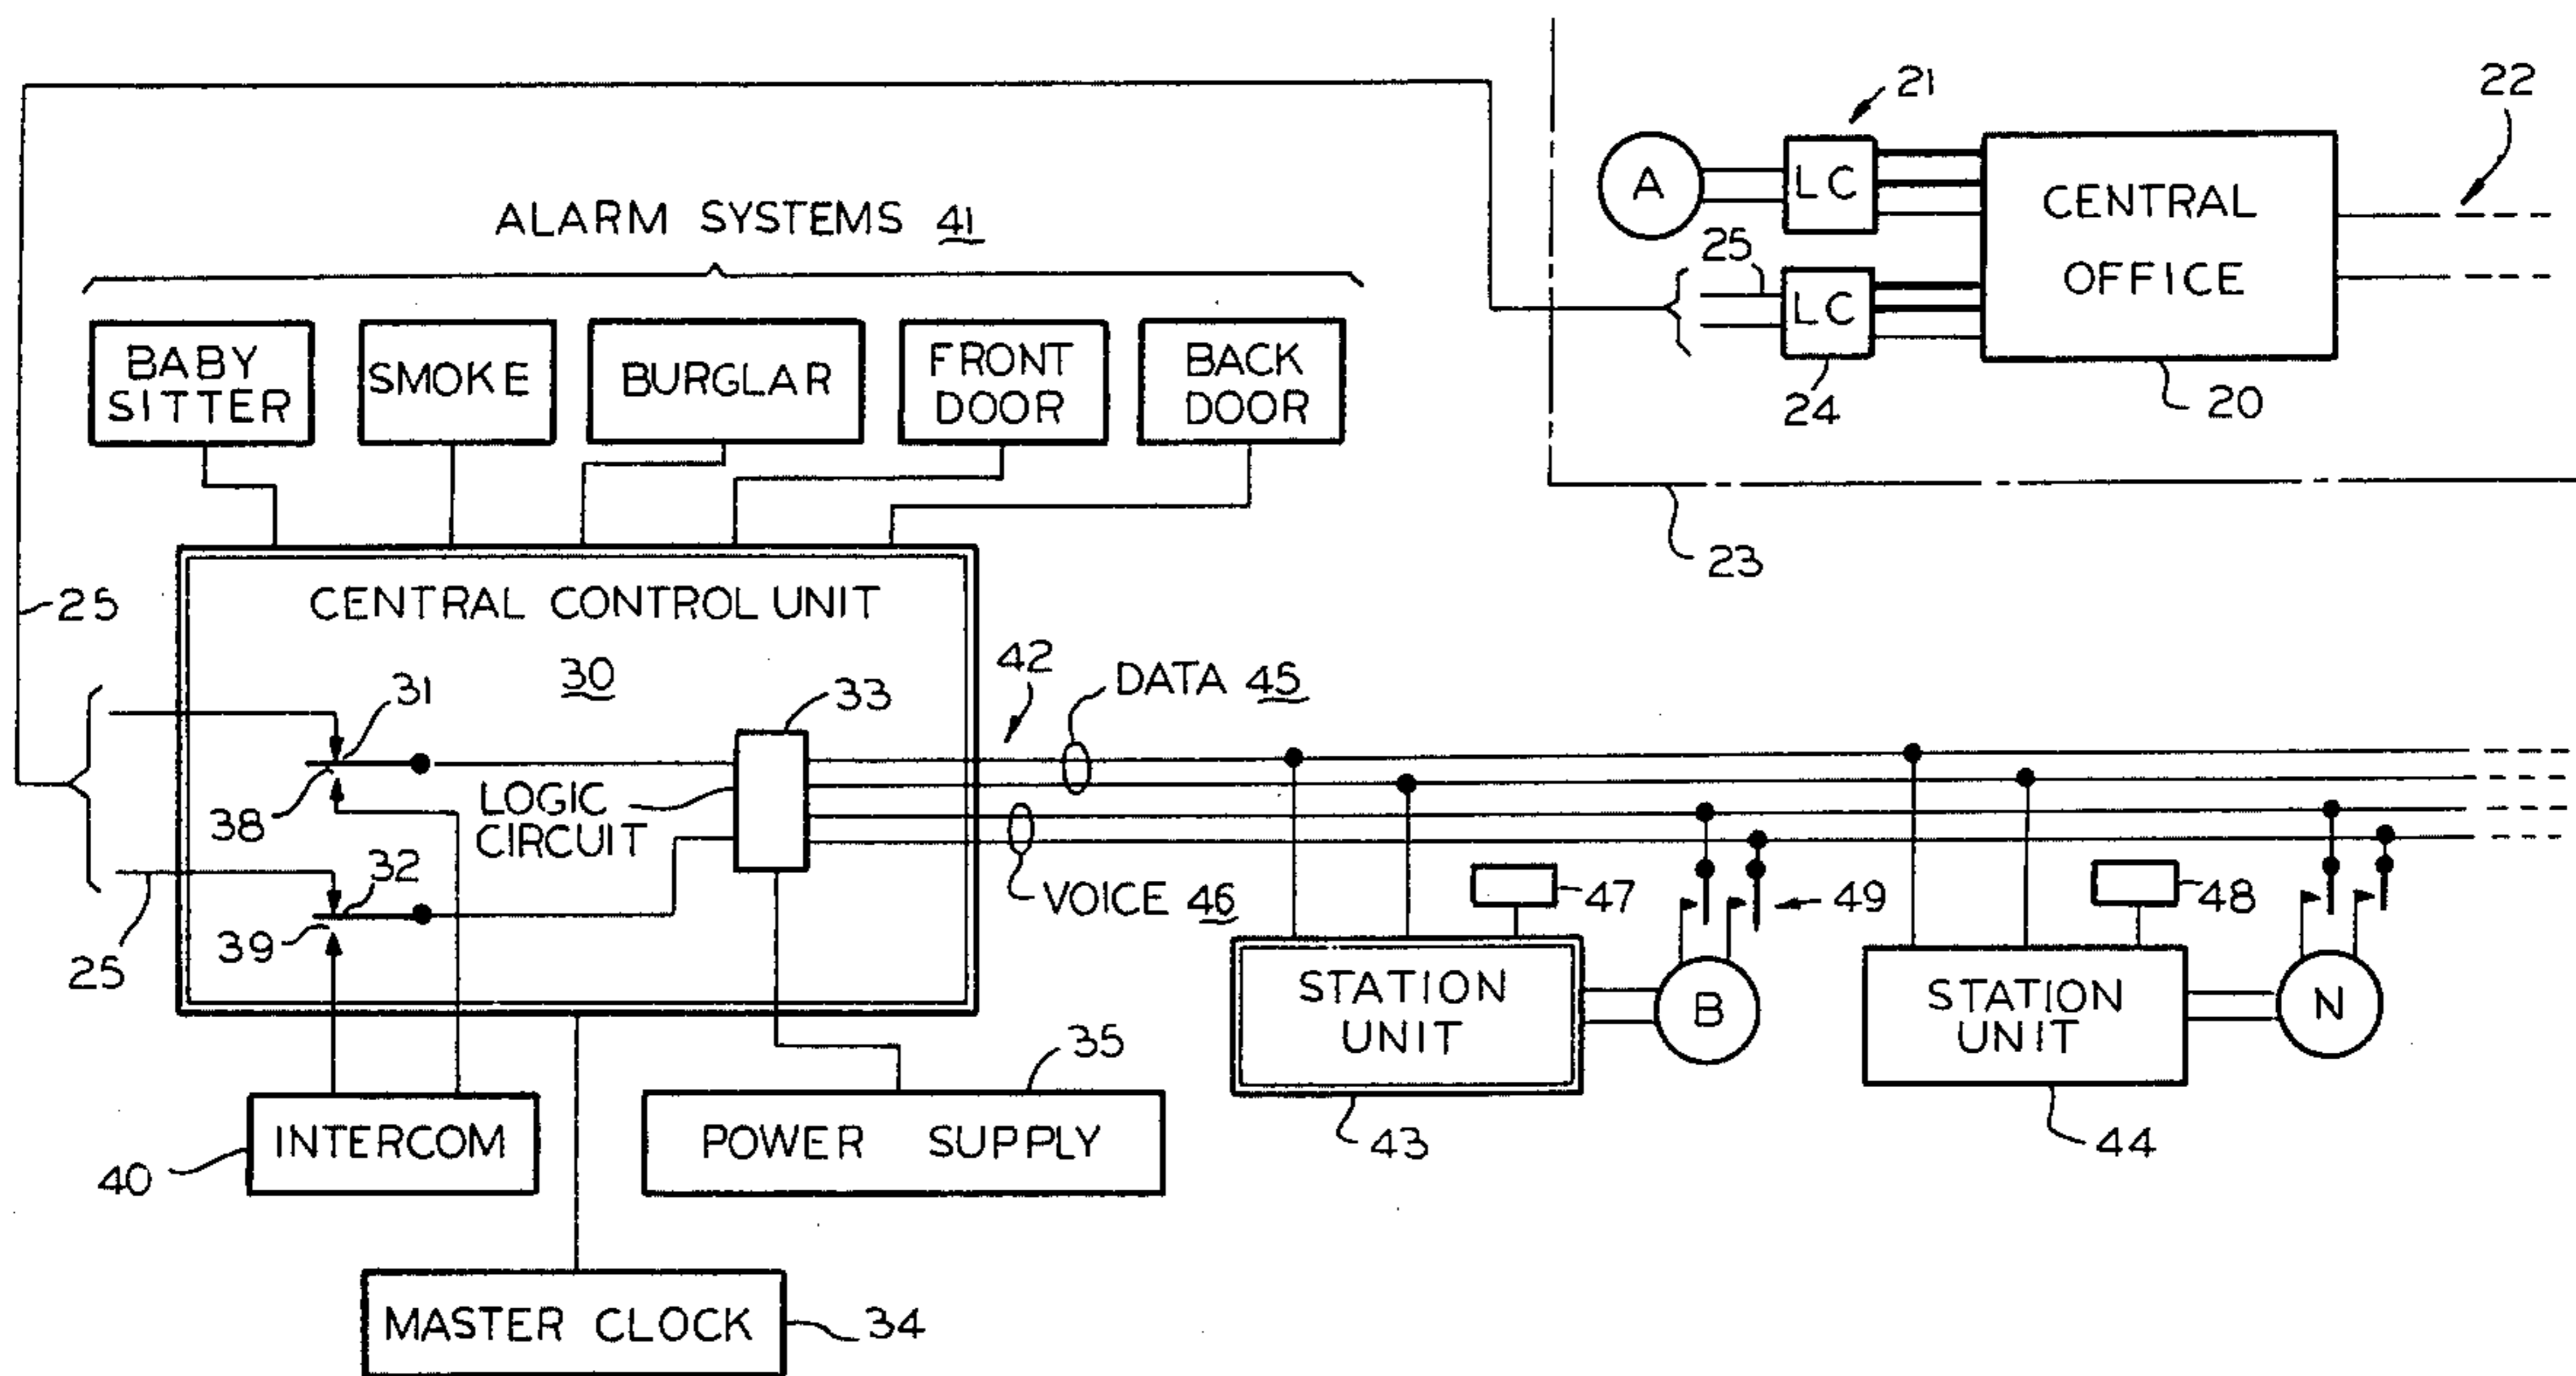 21
22
A
LC
CENTRAL
OFFICE
25
LC
24
20
23
ALARM SYSTEMS 41
BABY
SITTER
SMOKE
BURGLAR
FRONT
DOOR
BACK
DOOR
25
CENTRAL CONTROL UNIT
30
31
33
38
LOGIC
CIRCUIT
32
39
25
42
DATA 45
VOICE 46
47
49
48
STATION
UNIT
B
STATION
UNIT
N
43
44
35
INTERCOM
40
POWER SUPPLY
MASTER CLOCK
34